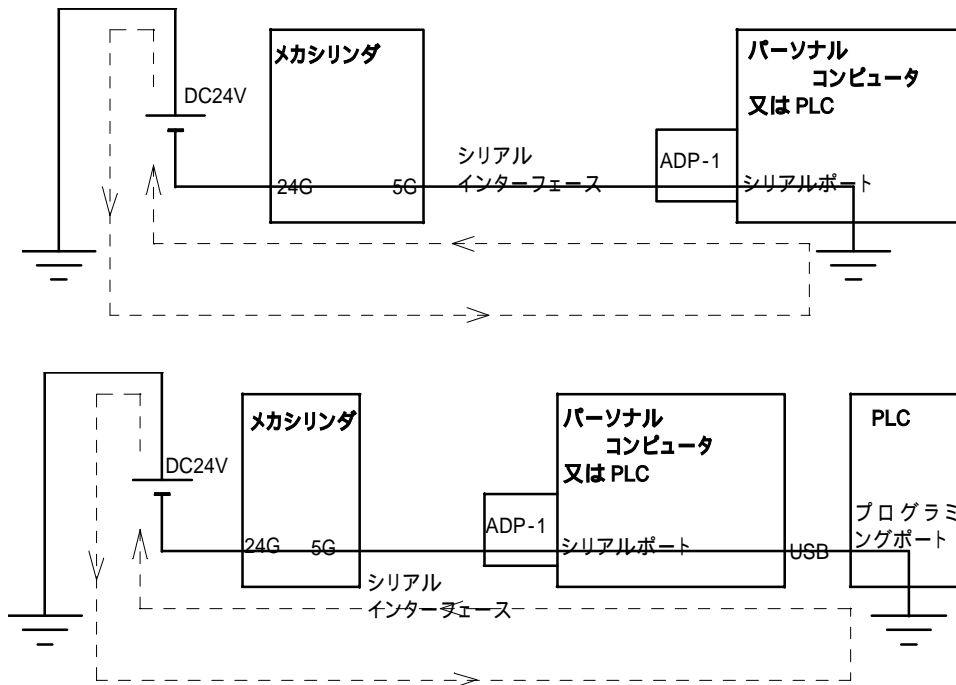 メカシリンダ
パーソナル
コンピュータ
又は PLC
DC24V
ADP-1
シリアル
インターフェース
24G
5G
シリアルポート
メカシリンダ
パーソナル
コンピュータ
又は PLC
PLC
DC24V
ADP-1
プログラミ
ングポート
24G
5G
シリアルポート
USB
シリアル
インターフェース